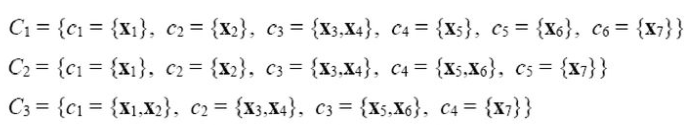 C₁ = {c₁ = {x₁}, c₂ = {x₂}, c₃ = {x₃,x₄}, c₄ = {x₅}, c₅ = {x₆}, c₆ = {x₇}}
C₂ = {c₁ = {x₁}, c₂ = {x₂}, c₃ = {x₃,x₄}, c₄ = {x₅,x₆}, c₅ = {x₇}}
C₃ = {c₁ = {x₁,x₂}, c₂ = {x₃,x₄}, c₃ = {x₅,x₆}, c₄ = {x₇}}